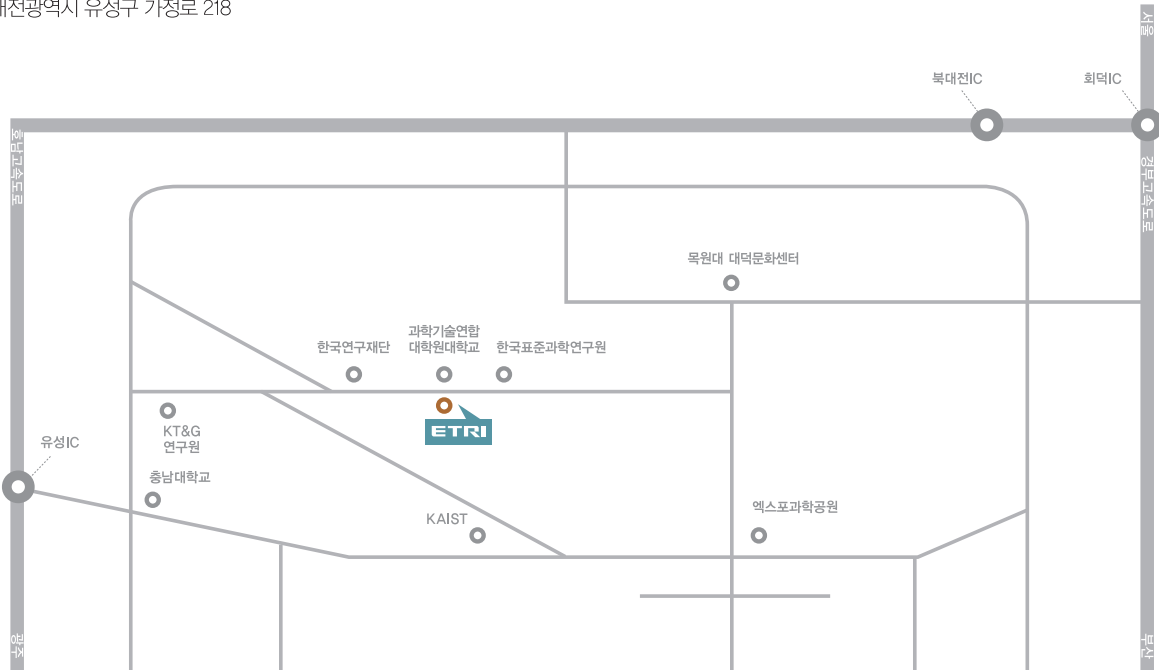 대전광역시 유성구 가정로 218
서울
북대전IC
회덕IC
호남고속도로
경부고속도로
목원대 대덕문화센터
과학기술연합
대학원대학교
한국연구재단
한국표준과학연구원
ETRI
KT&G
연구원
유성IC
충남대학교
KAIST
엑스포과학공원
광주
부산